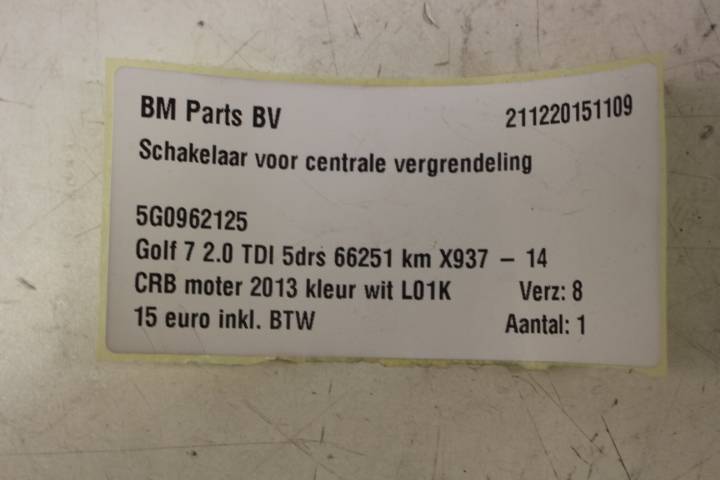 BM Parts BV 211220151109
Schakelaar voor centrale vergrendeling
5G0962125
Golf 7 2.0 TDI 5drs 66251 km X937 – 14
CRB moter 2013 kleur wit L01K Verz: 8
15 euro inkl. BTW Aantal: 1